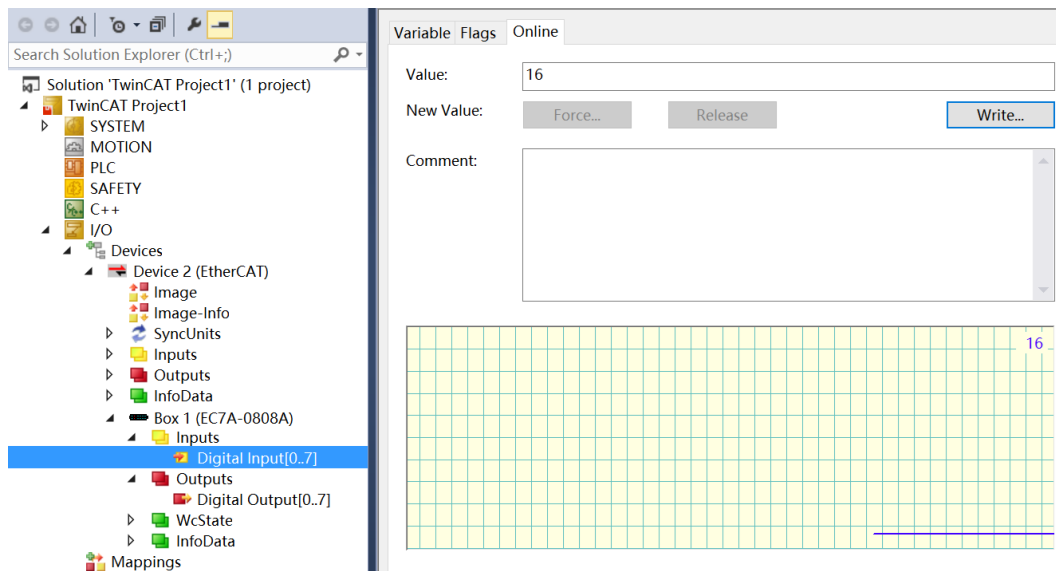 Search Solution Explorer (Ctrl+;)
Solution 'TwinCAT Project1' (1 project)
TwinCAT Project1
SYSTEM
MOTION
PLC
SAFETY
C++
I/O
Devices
Device 2 (EtherCAT)
Image
Image-Info
SyncUnits
Inputs
Outputs
InfoData
Box 1 (EC7A-0808A)
Inputs
Digital Input[0..7]
Outputs
Digital Output[0..7]
WcState
InfoData
Mappings
Variable Flags Online
Value: 16
New Value: Force... Release Write...
Comment:
16